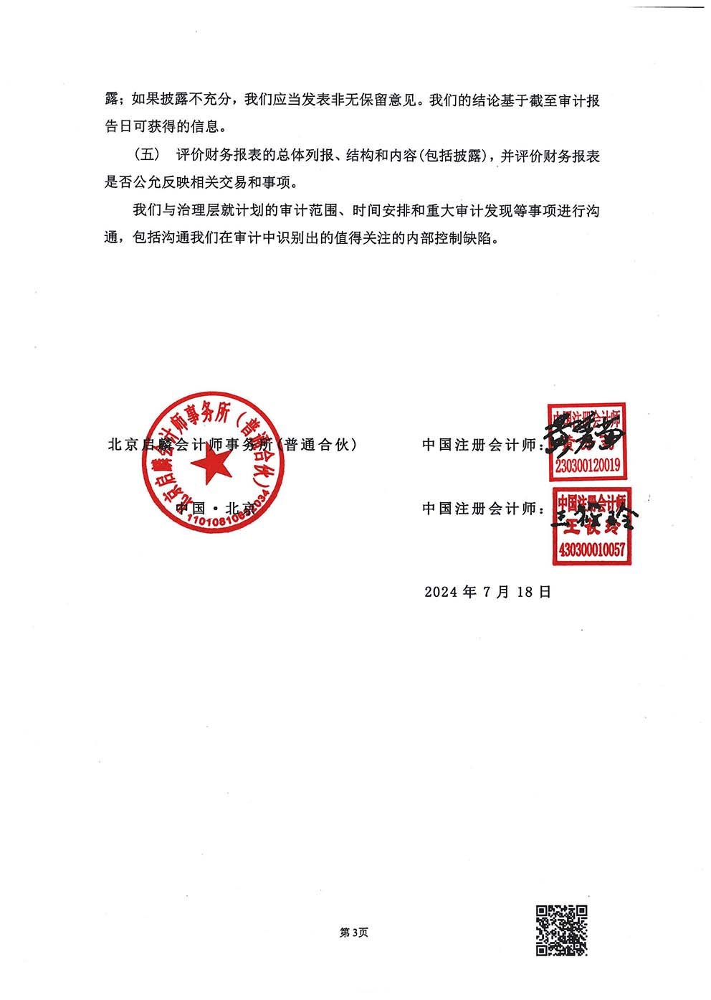 露；如果披露不充分，我们应当发表非无保留意见。我们的结论基于截至审计报
告日可获得的信息。
（五） 评价财务报表的总体列报、结构和内容(包括披露)，并评价财务报表
是否公允反映相关交易和事项。
我们与治理层就计划的审计范围、时间安排和重大审计发现等事项进行沟
通，包括沟通我们在审计中识别出的值得关注的内部控制缺陷。
北京启麟会计师事务所(普通合伙)
北京启麟会计师事务所（普通合伙）
中国注册会计师：
中国注册会计师
230300120019
中国·北京
中国注册会计师：
中国注册会计师
430300010057
2024 年 7 月 18 日
第 3页